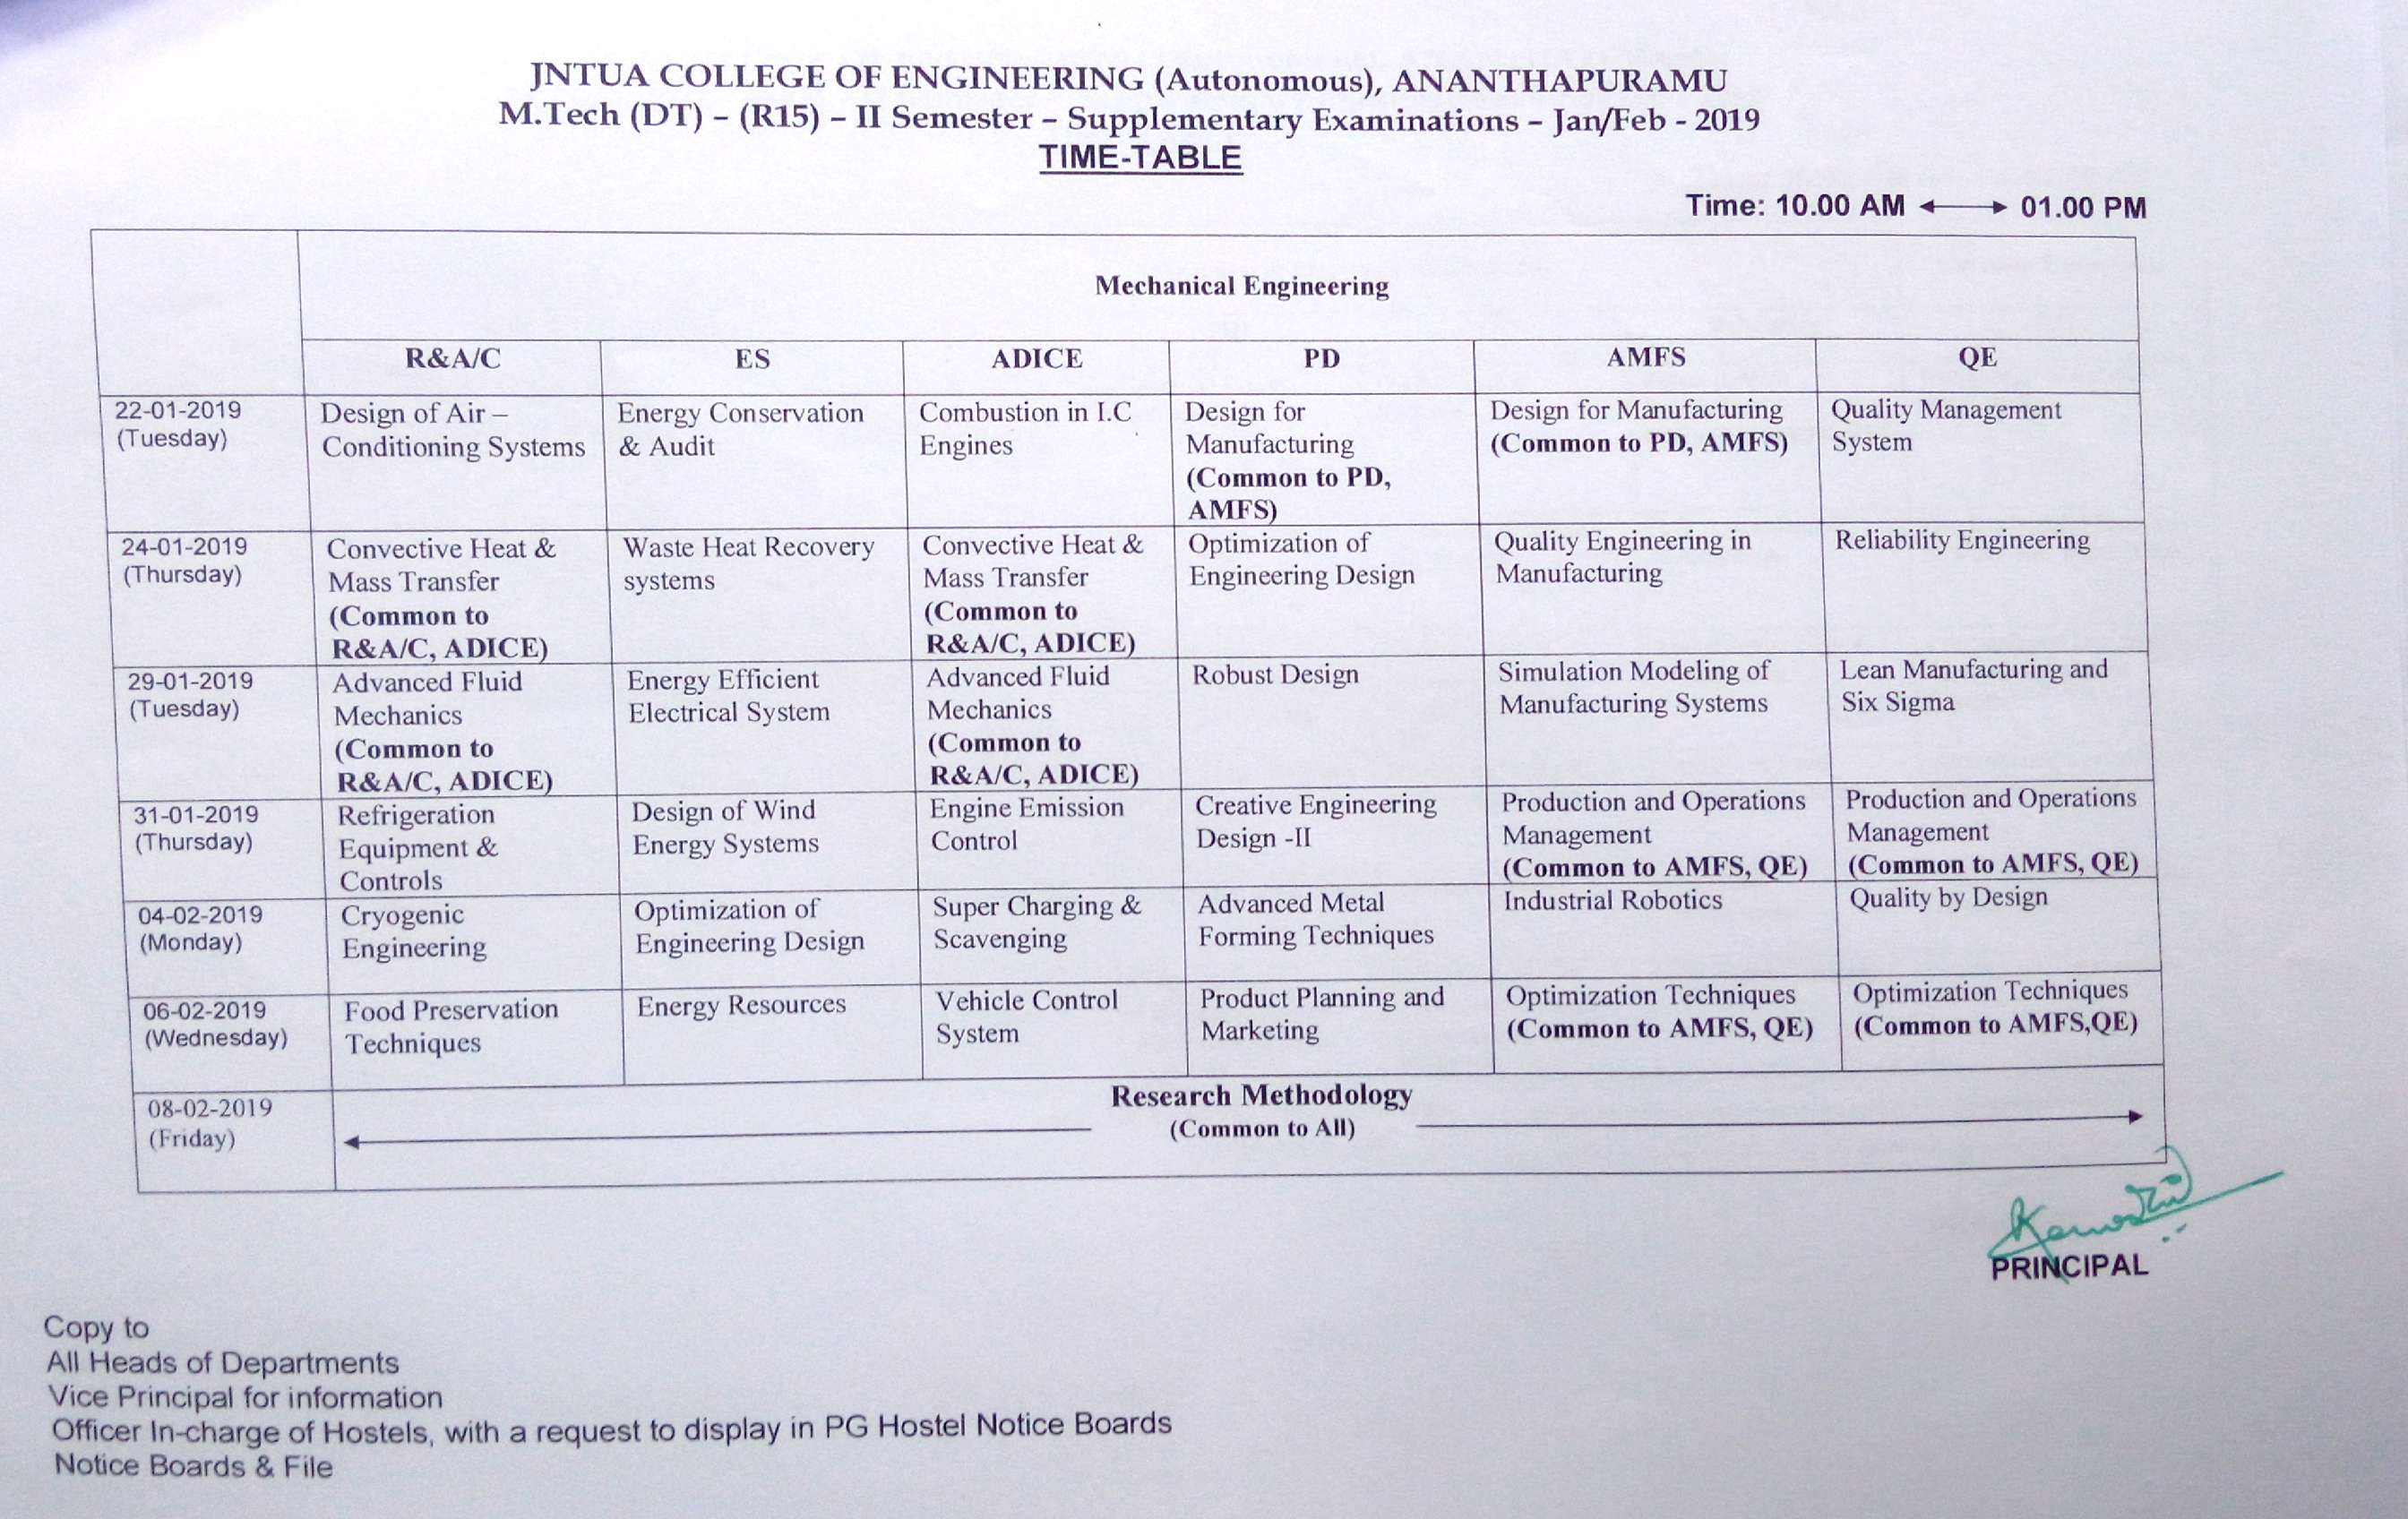 JNTUA COLLEGE OF ENGINEERING (Autonomous), ANANTHAPURAMU
M.Tech (DT) – (R15) – II Semester – Supplementary Examinations – Jan/Feb - 2019
TIME-TABLE
Time: 10.00 AM ←→ 01.00 PM
Mechanical Engineering
R&A/C
ES
ADICE
PD
AMFS
QE
22-01-2019
(Tuesday)
Design of Air –
Conditioning Systems
Energy Conservation
& Audit
Combustion in I.C
Engines
Design for
Manufacturing
(Common to PD,
AMFS)
Design for Manufacturing
(Common to PD, AMFS)
Quality Management
System
24-01-2019
(Thursday)
Convective Heat &
Mass Transfer
(Common to
R&A/C, ADICE)
Waste Heat Recovery
systems
Convective Heat &
Mass Transfer
(Common to
R&A/C, ADICE)
Optimization of
Engineering Design
Quality Engineering in
Manufacturing
Reliability Engineering
29-01-2019
(Tuesday)
Advanced Fluid
Mechanics
(Common to
R&A/C, ADICE)
Energy Efficient
Electrical System
Advanced Fluid
Mechanics
(Common to
R&A/C, ADICE)
Robust Design
Simulation Modeling of
Manufacturing Systems
Lean Manufacturing and
Six Sigma
31-01-2019
(Thursday)
Refrigeration
Equipment &
Controls
Design of Wind
Energy Systems
Engine Emission
Control
Creative Engineering
Design -II
Production and Operations
Management
(Common to AMFS, QE)
Production and Operations
Management
(Common to AMFS, QE)
04-02-2019
(Monday)
Cryogenic
Engineering
Optimization of
Engineering Design
Super Charging &
Scavenging
Advanced Metal
Forming Techniques
Industrial Robotics
Quality by Design
06-02-2019
(Wednesday)
Food Preservation
Techniques
Energy Resources
Vehicle Control
System
Product Planning and
Marketing
Optimization Techniques
(Common to AMFS, QE)
Optimization Techniques
(Common to AMFS,QE)
08-02-2019
(Friday)
Research Methodology
(Common to All)
PRINCIPAL
Copy to
All Heads of Departments
Vice Principal for information
Officer In-charge of Hostels, with a request to display in PG Hostel Notice Boards
Notice Boards & File